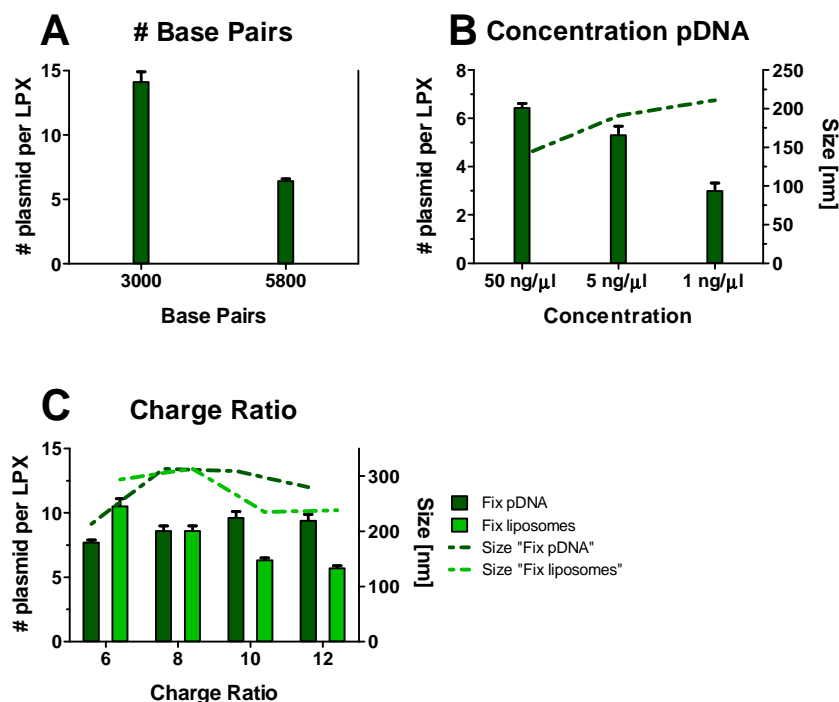 A # Base Pairs
# plasmid per LPX
15
10
5
0
3000 5800
Base Pairs
B Concentration pDNA
# plasmid per LPX
8
6
4
2
0
250
200
150
100
50
0
Size [nm]
50 ng/μl 5 ng/μl 1 ng/μl
Concentration
C Charge Ratio
# plasmid per LPX
15
10
5
0
300
200
100
0
Size [nm]
6 8 10 12
Charge Ratio
Fix pDNA
Fix liposomes
Size "Fix pDNA"
Size "Fix liposomes"